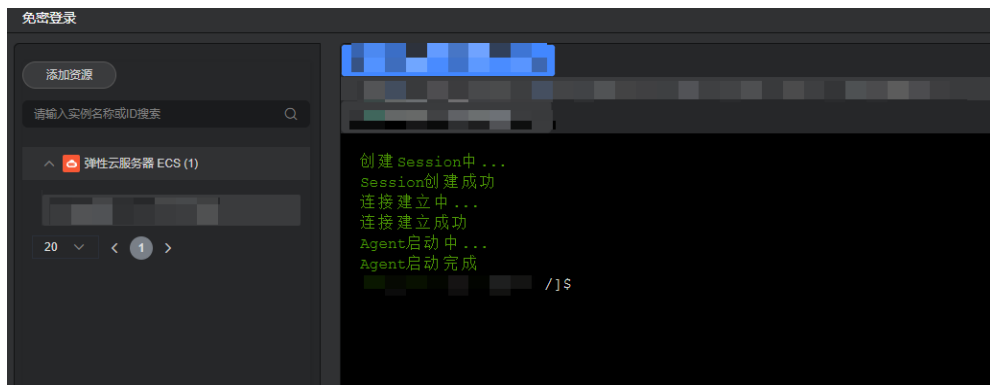 免密登录
添加资源
请输入实例名称或ID搜索
弹性云服务器 ECS (1)
20
1
创建Session中...
Session创建成功
连接建立中...
连接建立成功
Agent启动中...
Agent启动完成
/]$